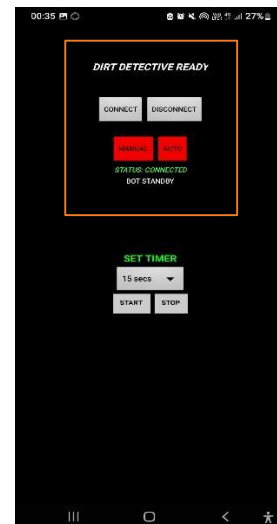 00:35 27%
DIRT DETECTIVE READY
CONNECT DISCONNECT
MANUAL AUTO
STATUS: CONNECTED
BOT STANDBY
SET TIMER
15 secs
START STOP